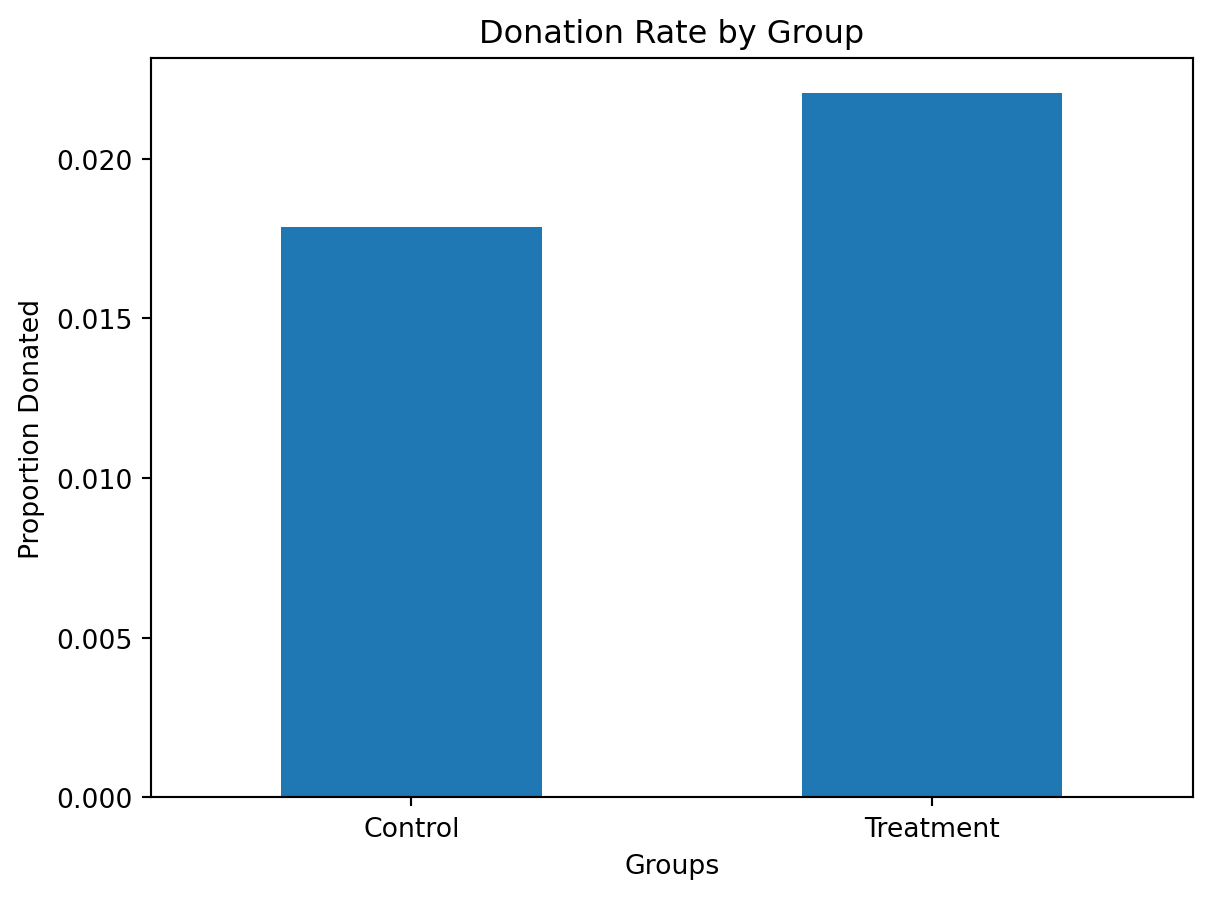 Donation Rate by Group
Proportion Donated
0.020
0.015
0.010
0.005
0.000
Control
Treatment
Groups